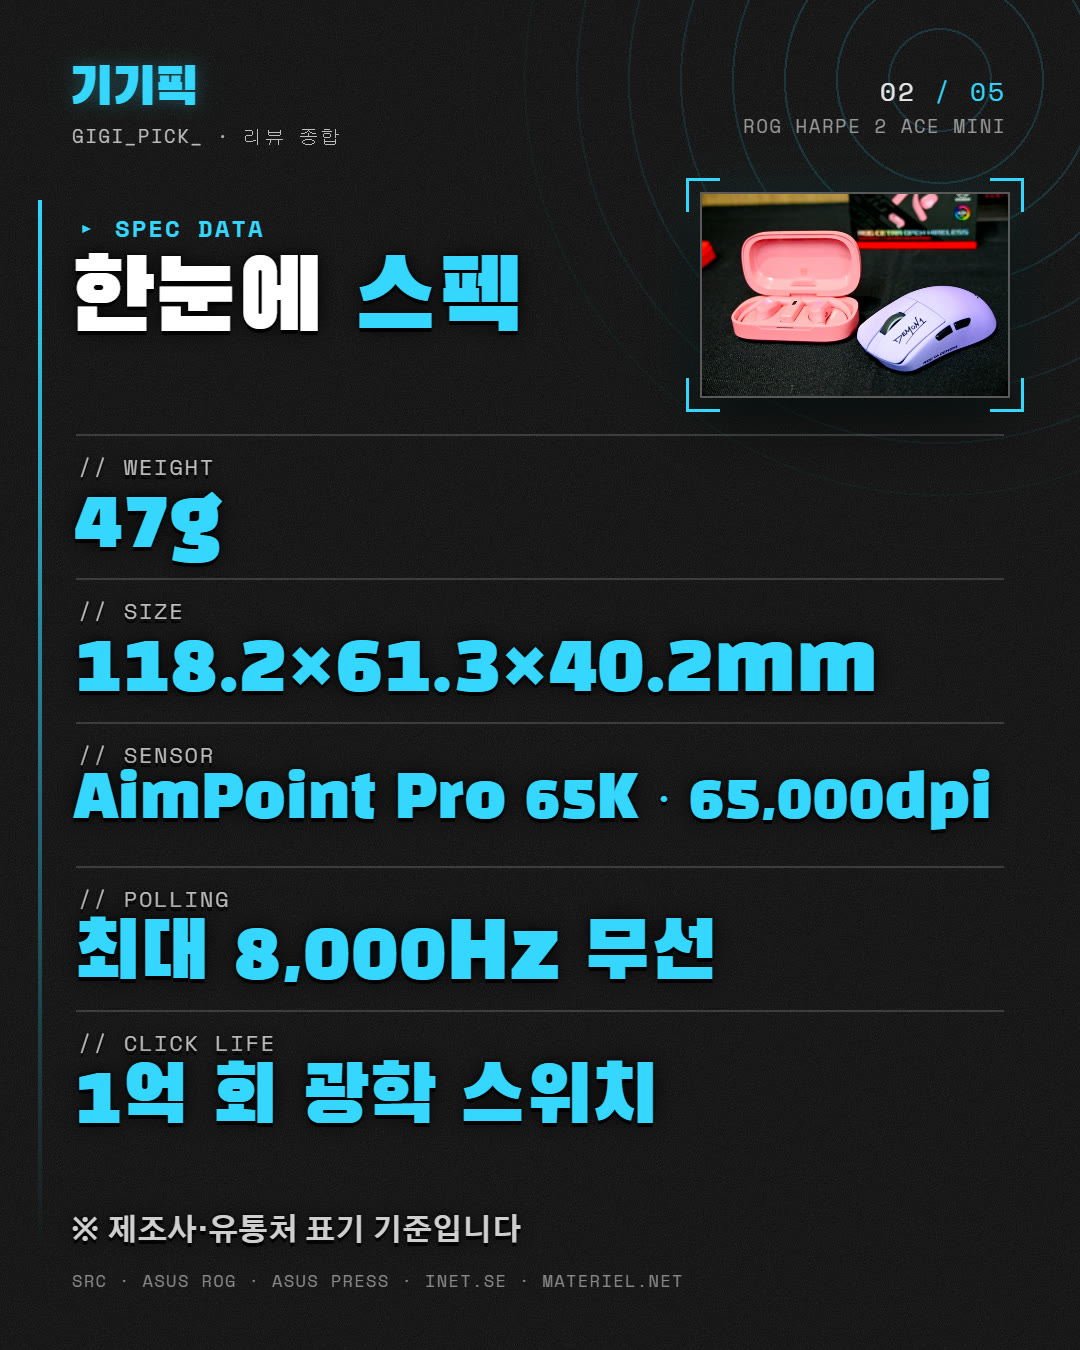 기기픽
GIGI_PICK_ · 리뷰 종합
02 / 05
ROG HARPE 2 ACE MINI
▸ SPEC DATA
한눈에 스펙
DEMON1
// WEIGHT
47g
// SIZE
118.2×61.3×40.2mm
// SENSOR
AimPoint Pro 65K · 65,000dpi
// POLLING
최대 8,000Hz 무선
// CLICK LIFE
1억 회 광학 스위치
※ 제조사·유통처 표기 기준입니다
SRC · ASUS ROG · ASUS PRESS · INET.SE · MATERIEL.NET